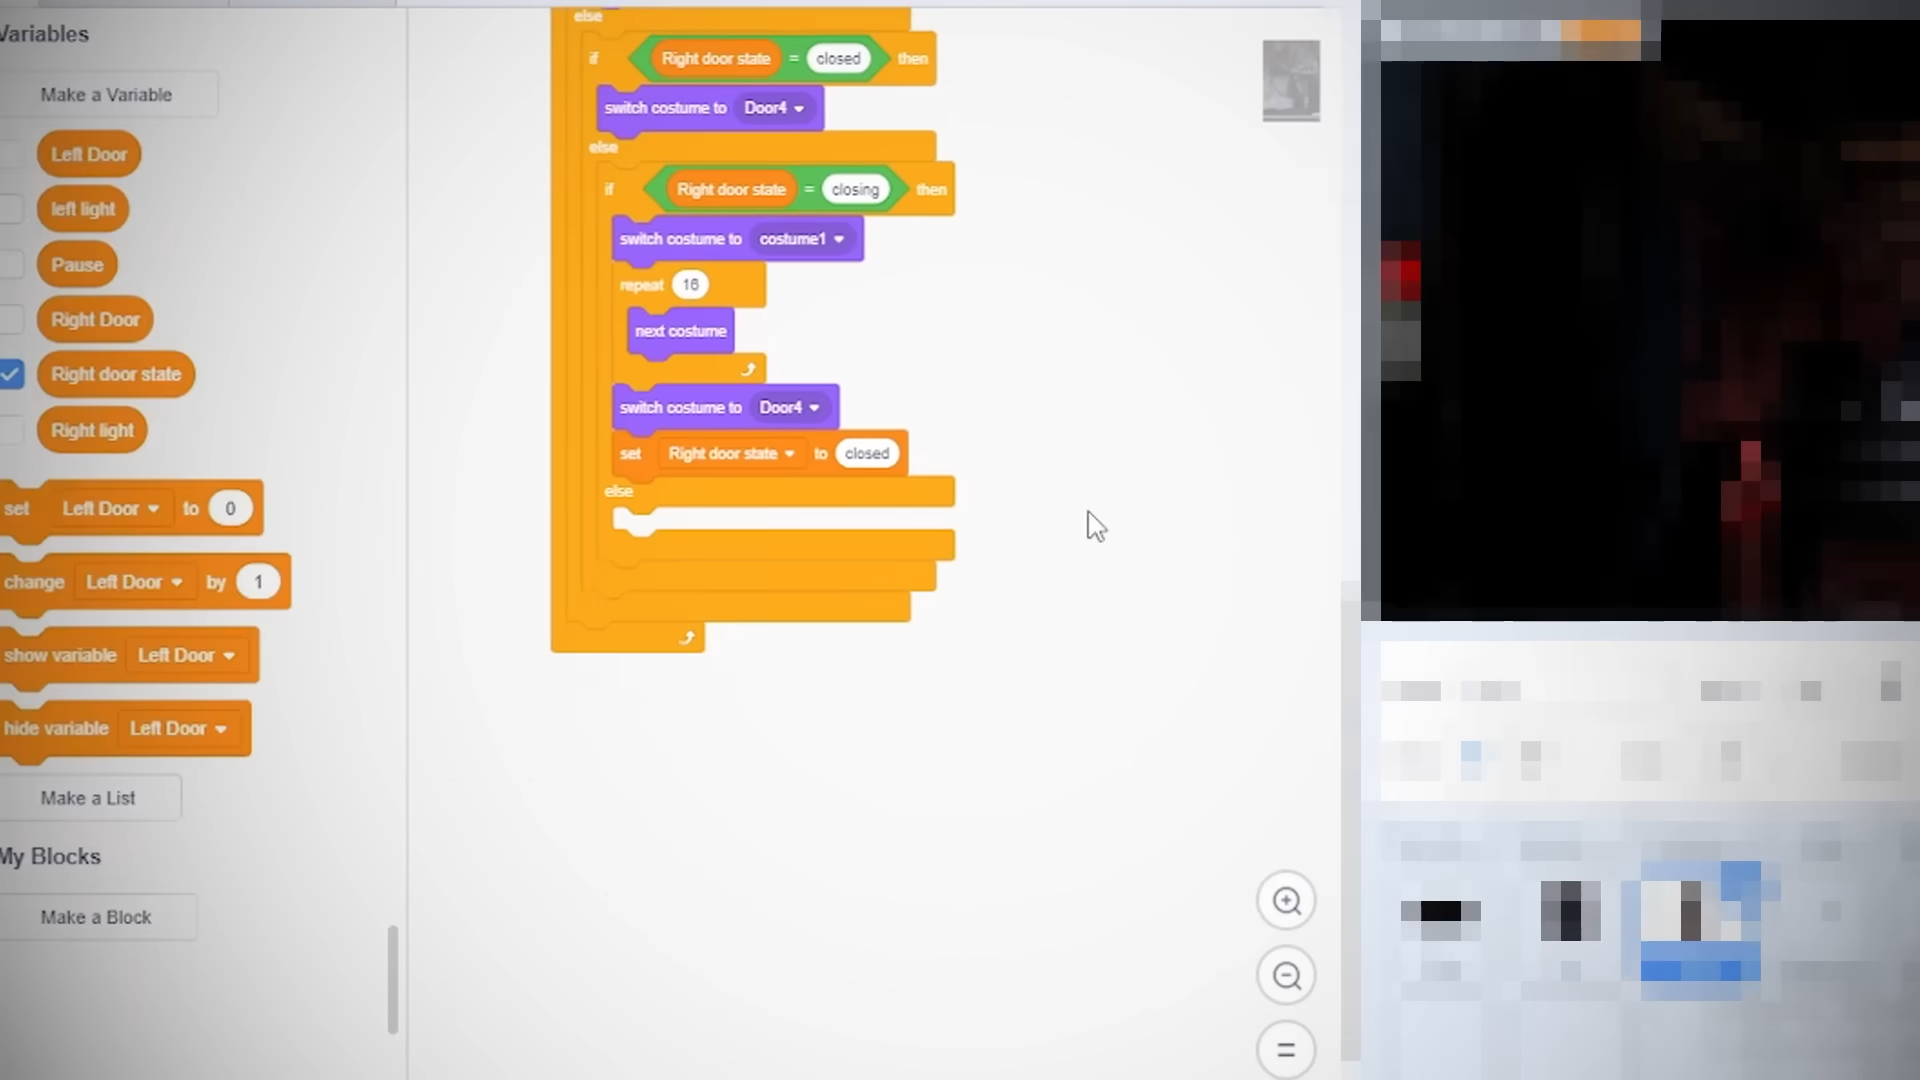 Variables
Make a Variable
Left Door
left light
Pause
Right Door
Right door state
Right light
set Left Door to 0
change Left Door by 1
show variable Left Door
hide variable Left Door
Make a List
My Blocks
Make a Block
else
if Right door state = closed then
switch costume to Door4
else
if Right door state = closing then
switch costume to costume1
repeat 16
next costume
switch costume to Door4
set Right door state to closed
else